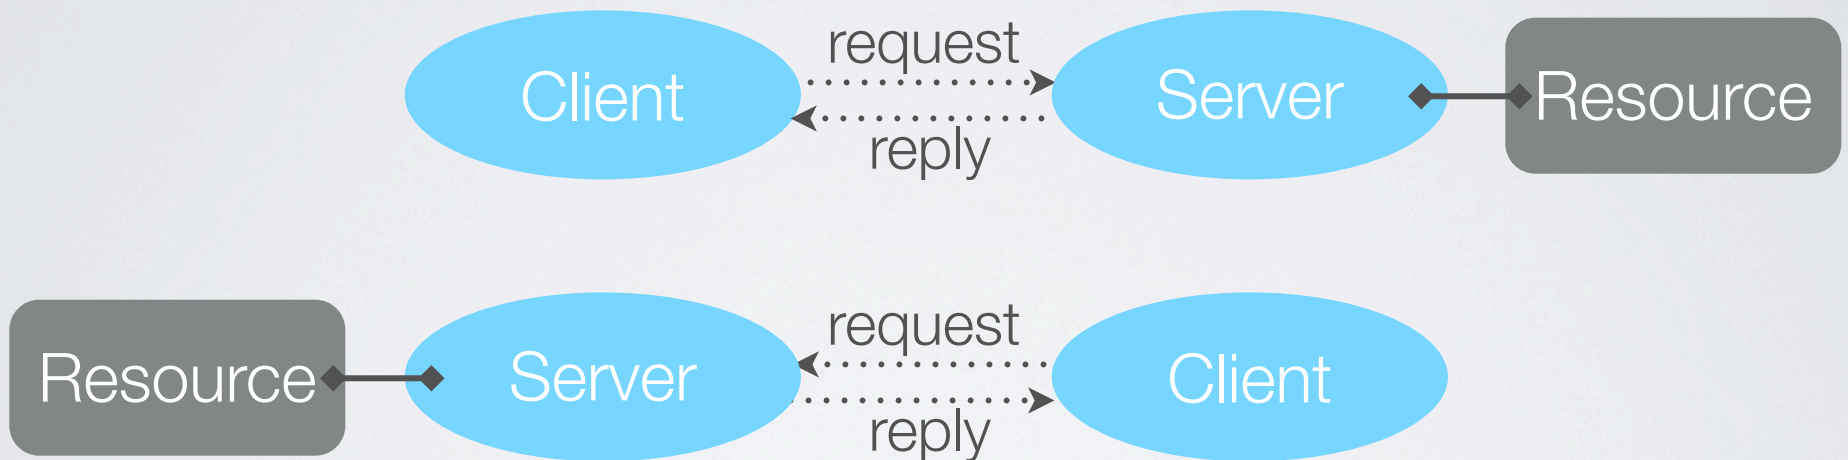 request
Client
Server
Resource
reply
request
Resource
Server
Client
reply